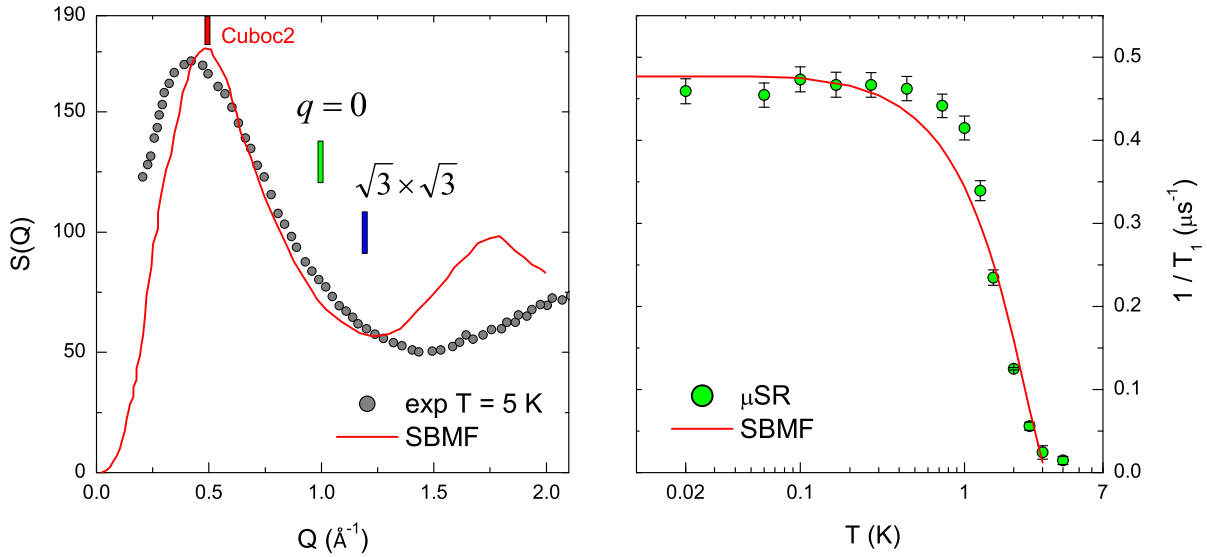 190
150
100
50
0
S(Q)
Cuboc2
q = 0
√3 × √3
exp T = 5 K
SBMF
0.0
0.5
1.0
1.5
2.0
Q (Å⁻¹)
0.5
0.4
0.3
0.2
0.1
0.0
1 / T₁ (μs⁻¹)
μSR
SBMF
0.02
0.1
1
7
T (K)